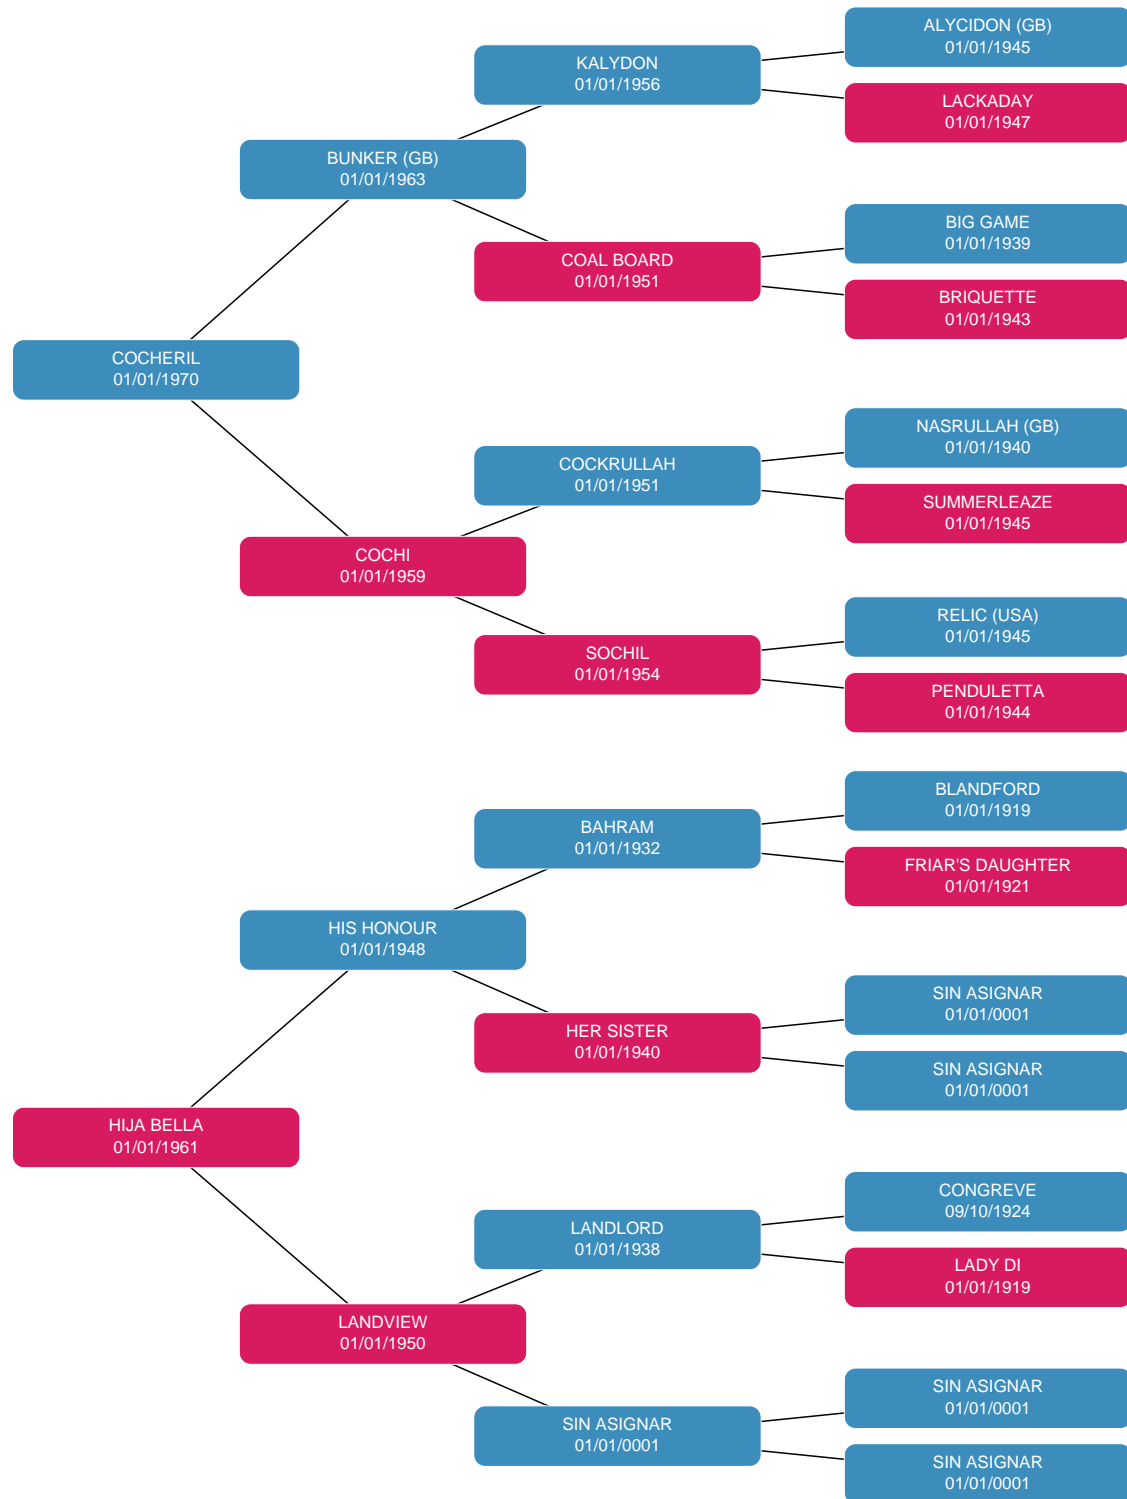 ALYCIDON (GB)
01/01/1945
KALYDON
01/01/1956
LACKADAY
01/01/1947
BUNKER (GB)
01/01/1963
BIG GAME
01/01/1939
COAL BOARD
01/01/1951
BRIQUETTE
01/01/1943
COCHERIL
01/01/1970
NASRULLAH (GB)
01/01/1940
COCKRULLAH
01/01/1951
SUMMERLEAZE
01/01/1945
COCHI
01/01/1959
RELIC (USA)
01/01/1945
SOCHIL
01/01/1954
PENDULETTA
01/01/1944
BLANDFORD
01/01/1919
BAHRAM
01/01/1932
FRIAR'S DAUGHTER
01/01/1921
HIS HONOUR
01/01/1948
SIN ASIGNAR
01/01/0001
HER SISTER
01/01/1940
SIN ASIGNAR
01/01/0001
HIJA BELLA
01/01/1961
CONGREVE
09/10/1924
LANDLORD
01/01/1938
LADY DI
01/01/1919
LANDVIEW
01/01/1950
SIN ASIGNAR
01/01/0001
SIN ASIGNAR
01/01/0001
SIN ASIGNAR
01/01/0001